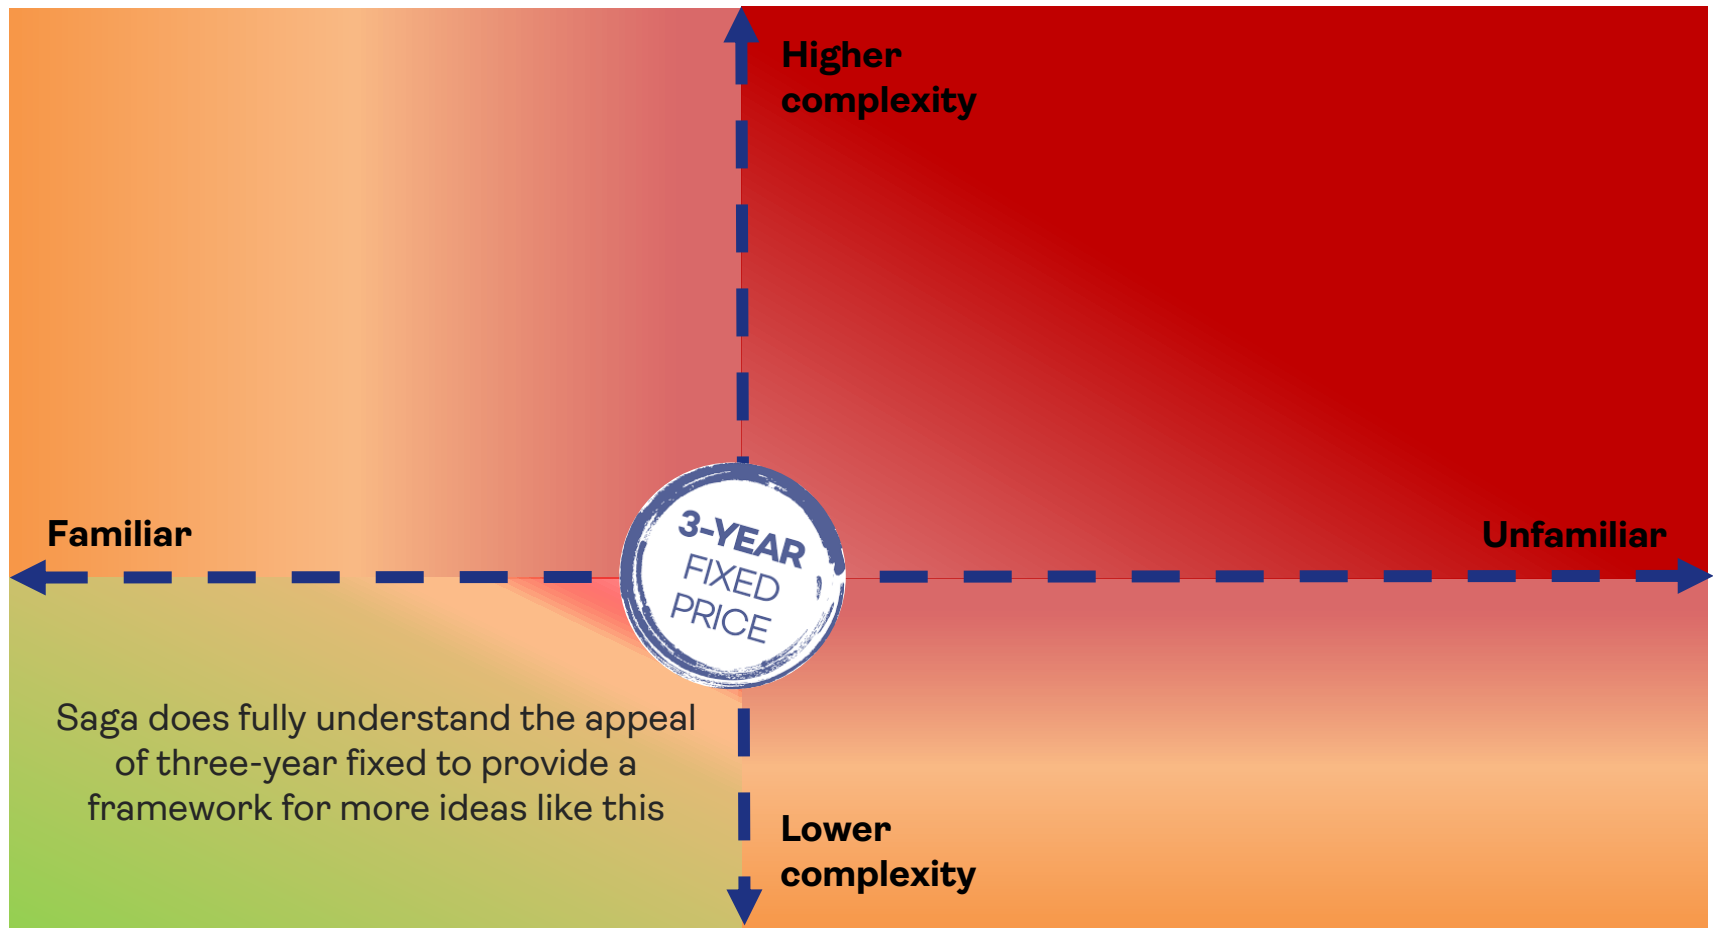 Higher
complexity
Familiar
Unfamiliar
3-YEAR
FIXED
PRICE
Saga does fully understand the appeal
of three-year fixed to provide a
framework for more ideas like this
Lower
complexity